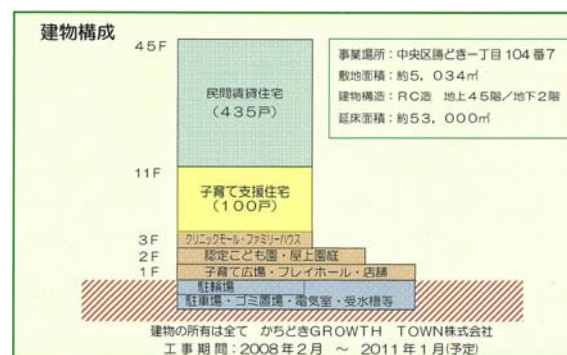 建物構成
45F
民間賃貸住宅
(435戸)
事業場所:中央区勝どき一丁目104番7
敷地面積:約5,034㎡
建物構造:RC造 地上45階/地下2階
延床面積:約53,000㎡
11F
子育て支援住宅
(100戸)
3F
クリニックモール・ファミリーハウス
2F
認定こども園・屋上園庭
1F
子育て広場・プレイホール・店舗
駐輪場
駐車場・ゴミ置場・電気室・受水槽等
建物の所有は全て かちどきGROWTH TOWN株式会社
工事期間:2008年2月 ~ 2011年1月(予定)